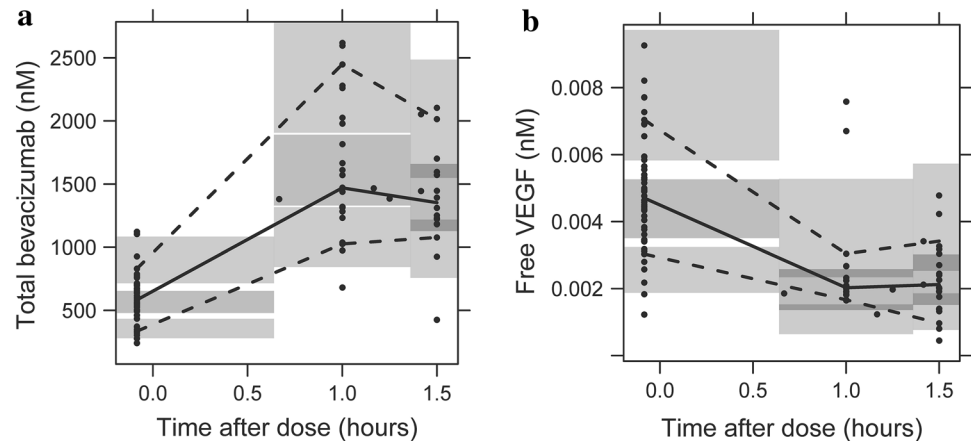 a
Total bevacizumab (nM)
2500
2000
1500
1000
500
0.0 0.5 1.0 1.5
Time after dose (hours)
b
Free VEGF (nM)
0.008
0.006
0.004
0.002
0.0 0.5 1.0 1.5
Time after dose (hours)